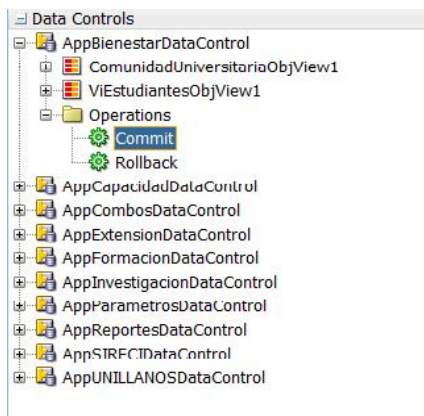 Data Controls
AppBienestarDataControl
ComunidadUniversitariaObjView1
ViEstudiantesObjView1
Operations
Commit
Rollback
AppCapacidadDataControl
AppCombosDataControl
AppExtensionDataControl
AppFormacionDataControl
AppInvestigacionDataControl
AppParametrosDataControl
AppReportesDataControl
AppSIRECIDataControl
AppUNILLANOSDataControl